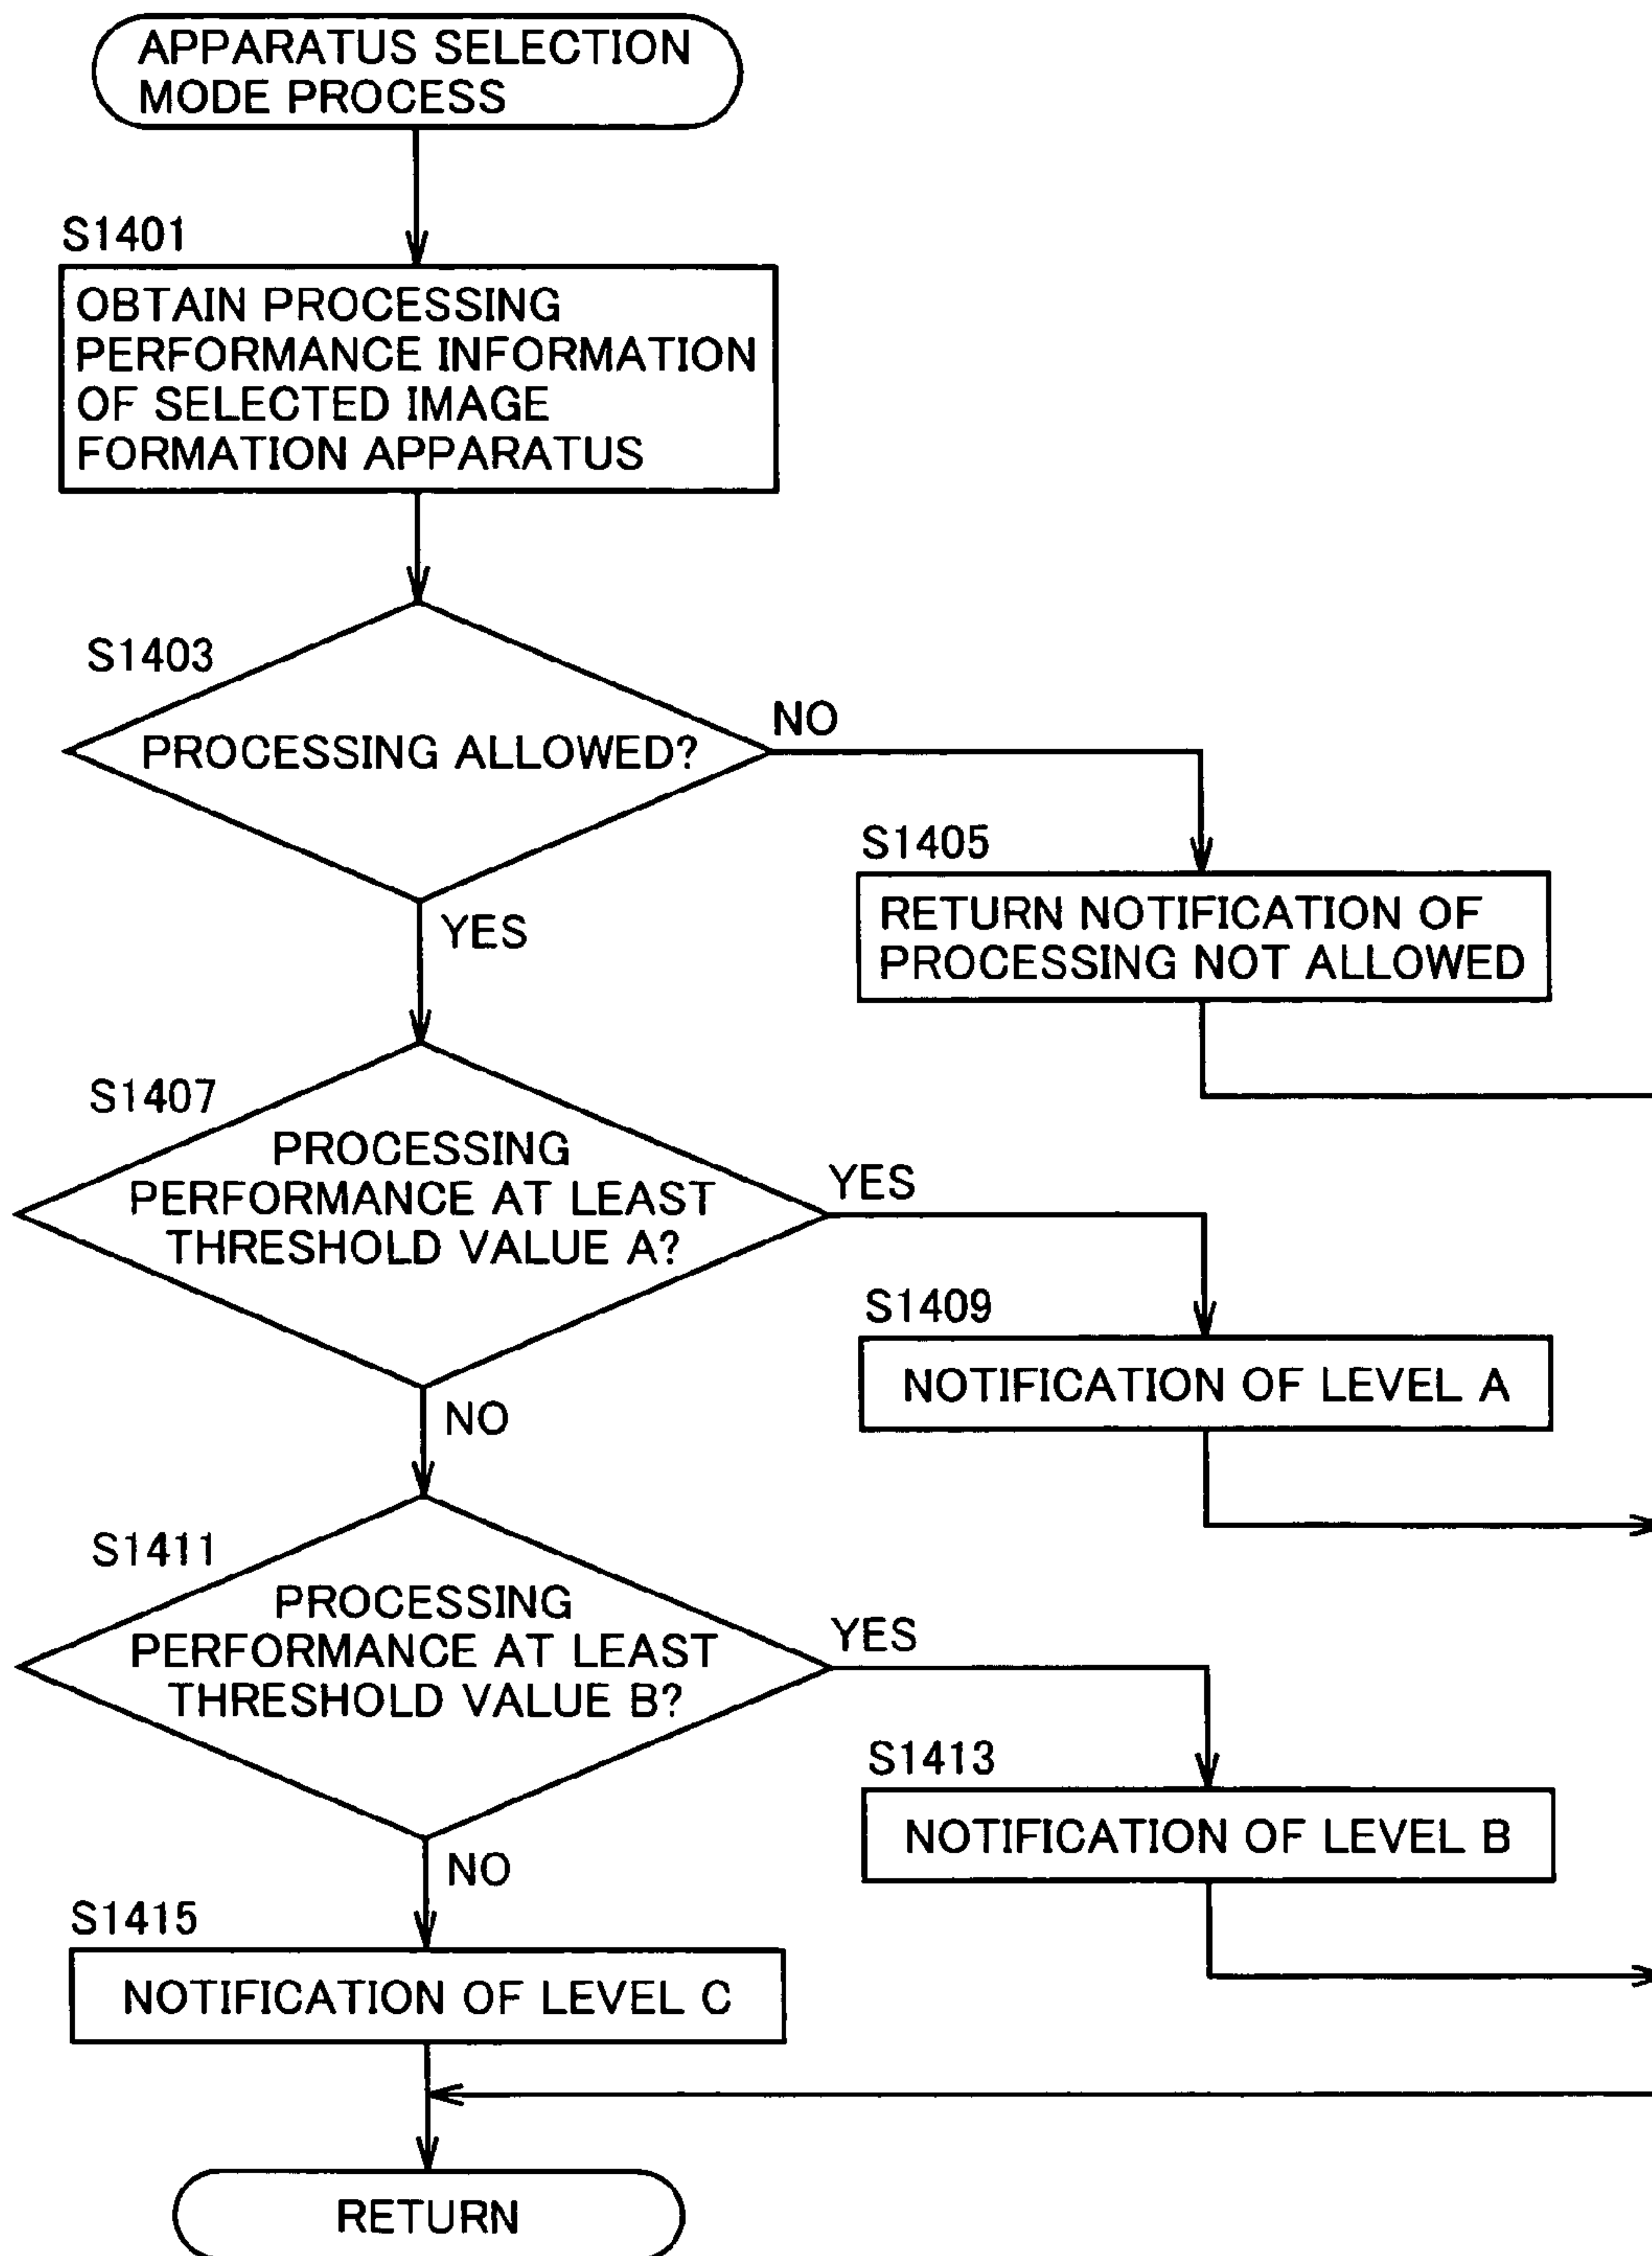 APPARATUS SELECTION
MODE PROCESS
S1401
OBTAIN PROCESSING
PERFORMANCE INFORMATION
OF SELECTED IMAGE
FORMATION APPARATUS
S1403
PROCESSING ALLOWED?
NO
YES
S1405
RETURN NOTIFICATION OF
PROCESSING NOT ALLOWED
S1407
PROCESSING
PERFORMANCE AT LEAST
THRESHOLD VALUE A?
YES
NO
S1409
NOTIFICATION OF LEVEL A
S1411
PROCESSING
PERFORMANCE AT LEAST
THRESHOLD VALUE B?
YES
NO
S1413
NOTIFICATION OF LEVEL B
S1415
NOTIFICATION OF LEVEL C
RETURN